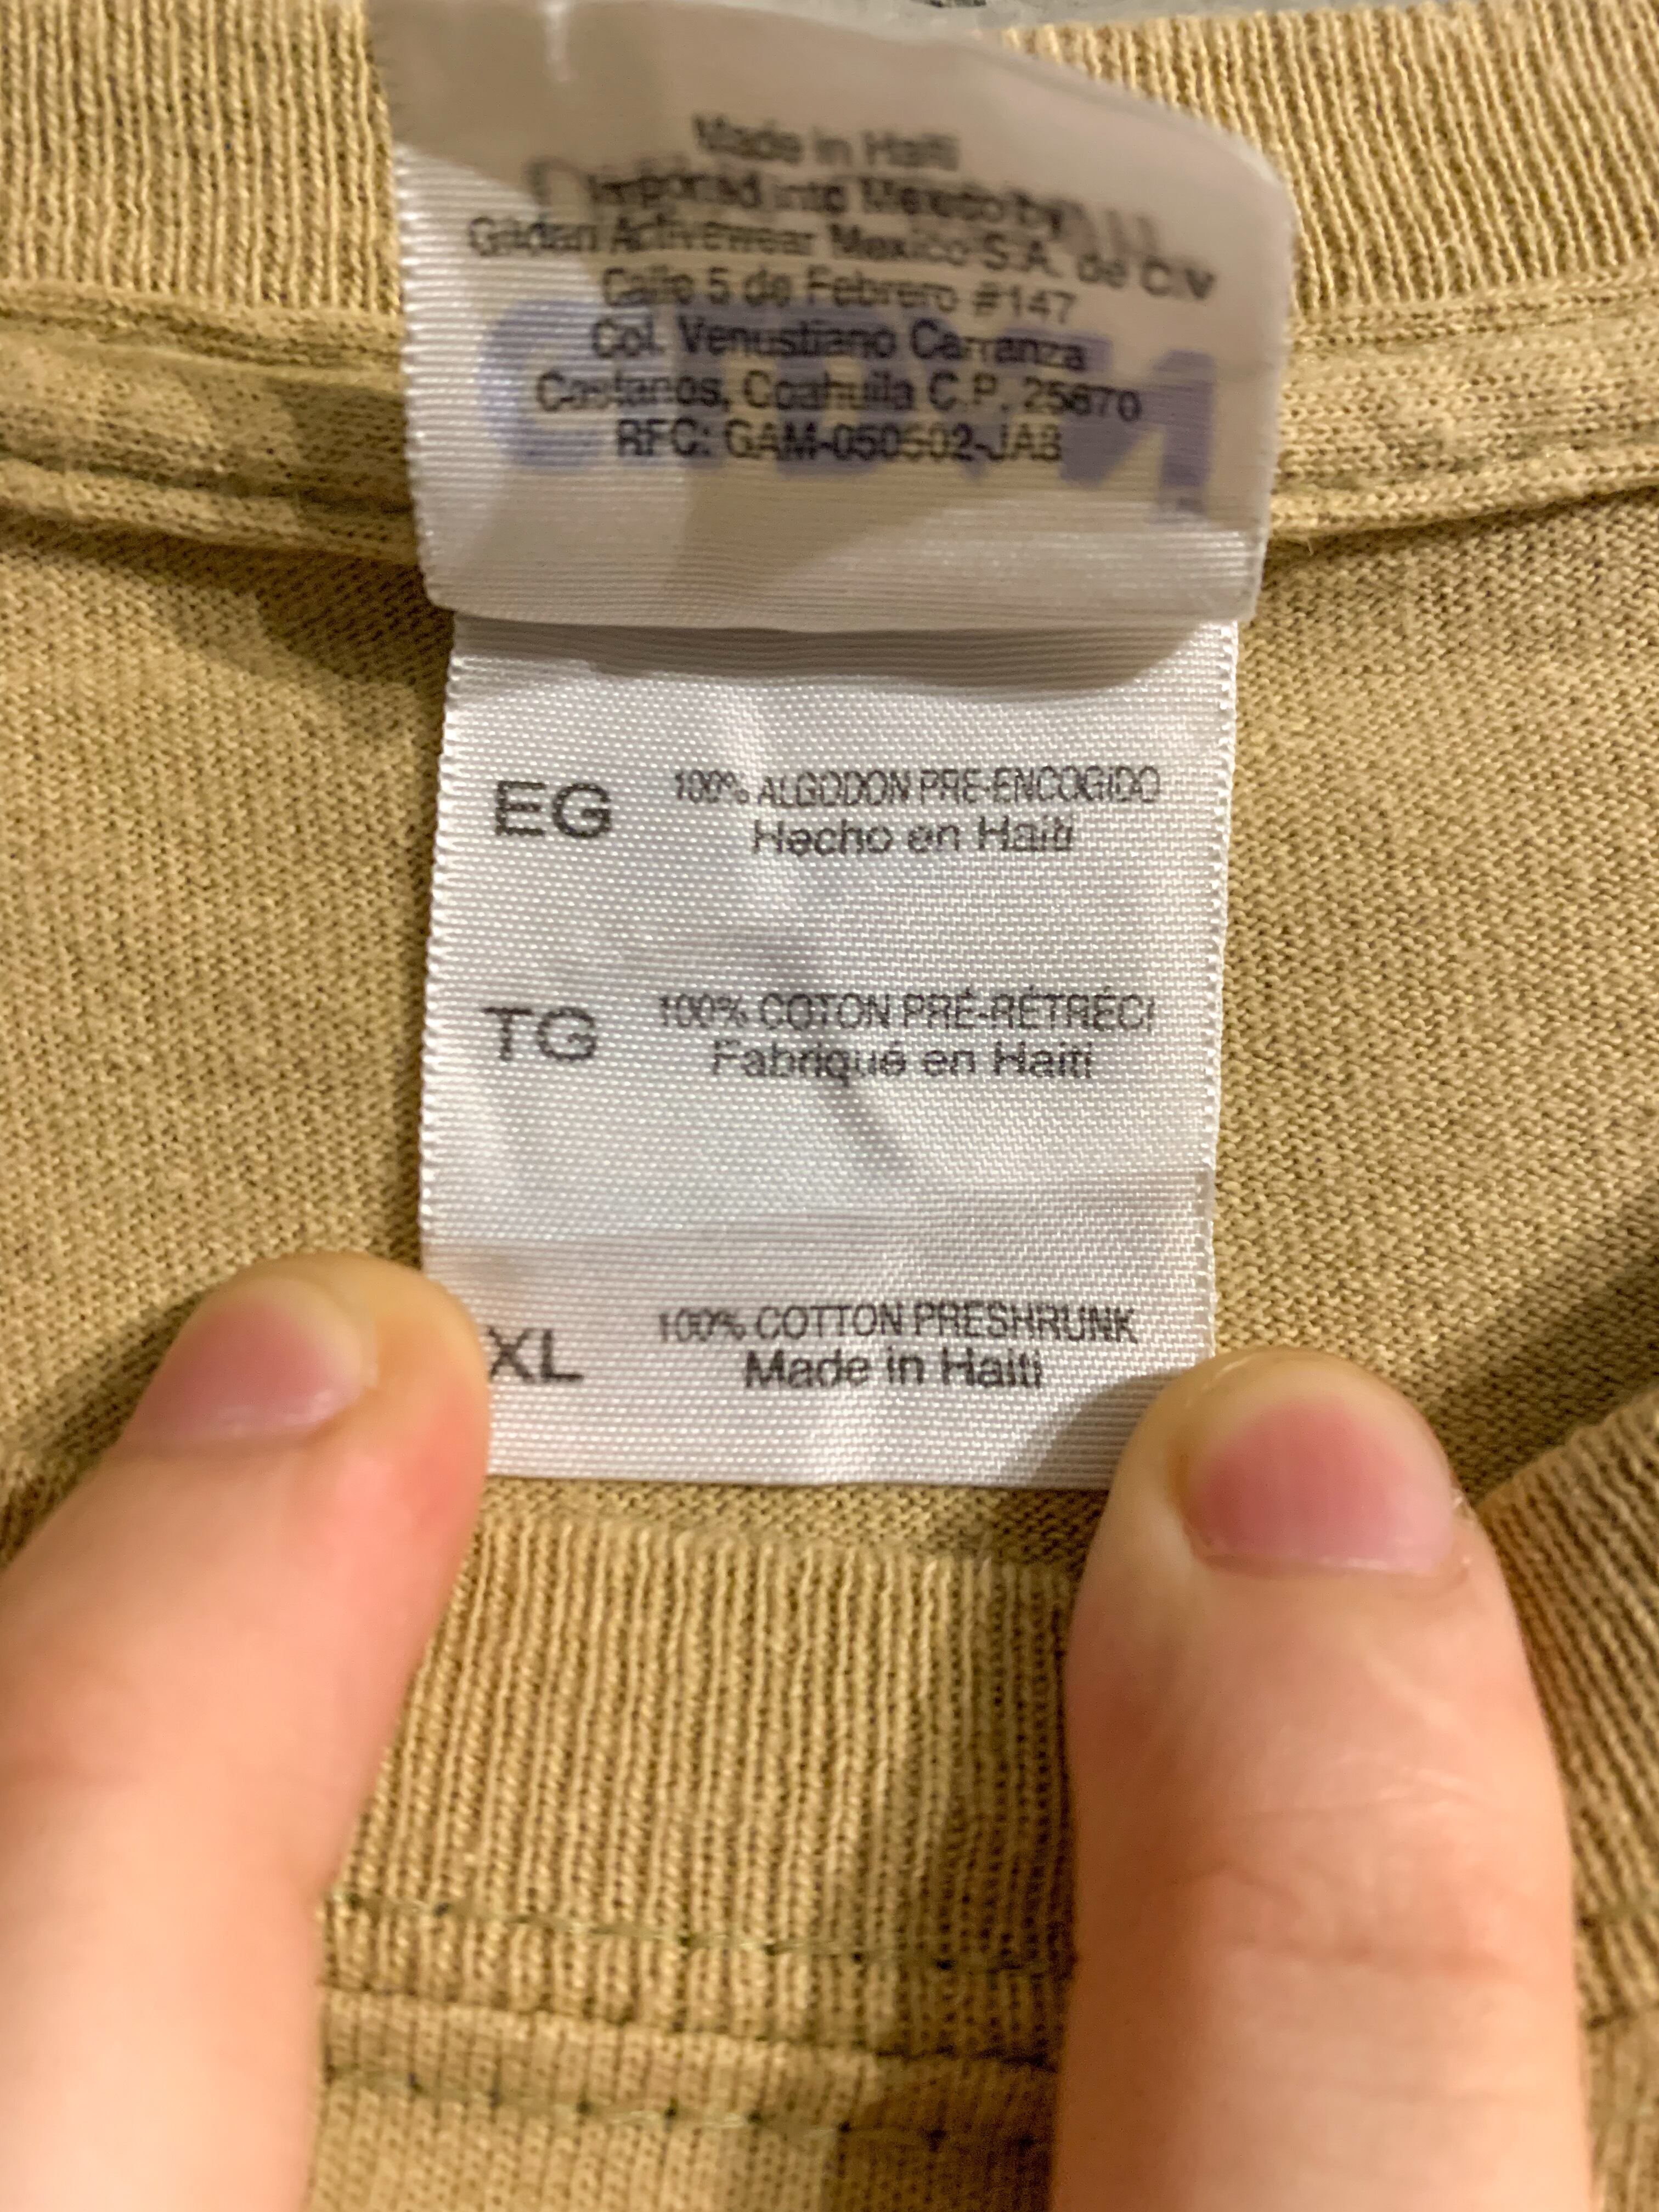 Made in Haiti
Imported into Mexico by
Gildan Activewear Mexico S.A. de C.V
Calle 5 de Febrero #147
Col. Venustiano Carranza
Castanos, Coahuila C.P. 25870
RFC: GAM-050502-JAB
EG 100% ALGODON PRE-ENCOGIDO
Hecho en Haiti
TG 100% COTON PRÉ-RÉTRÉCI
Fabriqué en Haiti
XL 100% COTTON PRESHRUNK
Made in Haiti